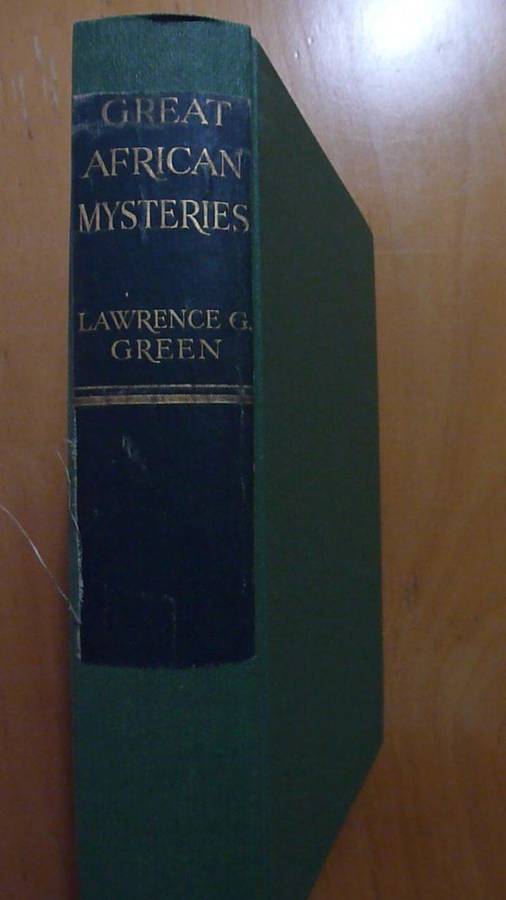 GREAT
AFRICAN
MYSTERIES
LAWRENCE G.
GREEN